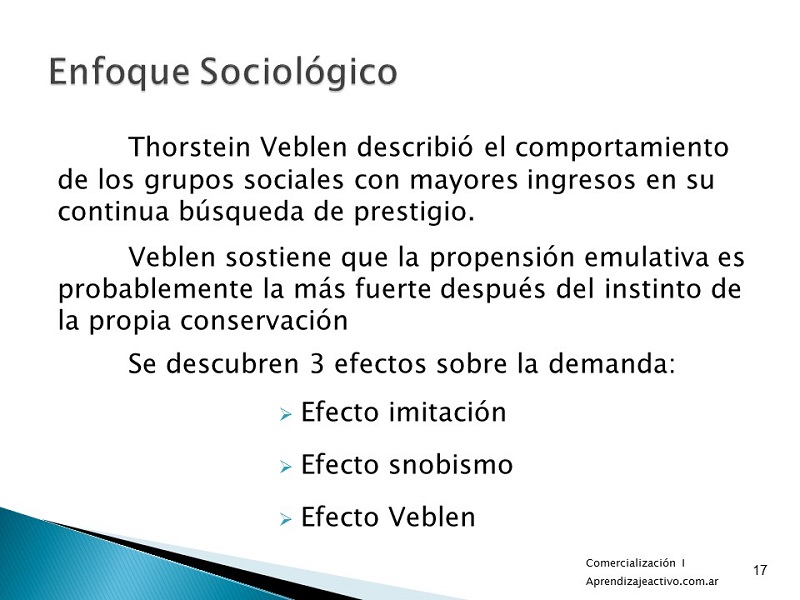 Enfoque Sociológico
Thorstein Veblen describió el comportamiento
de los grupos sociales con mayores ingresos en su
continua búsqueda de prestigio.
Veblen sostiene que la propensión emulativa es
probablemente la más fuerte después del instinto de
la propia conservación
Se descubren 3 efectos sobre la demanda:
Efecto imitación
Efecto snobismo
Efecto Veblen
Comercialización I
Aprendizajeactivo.com.ar
17